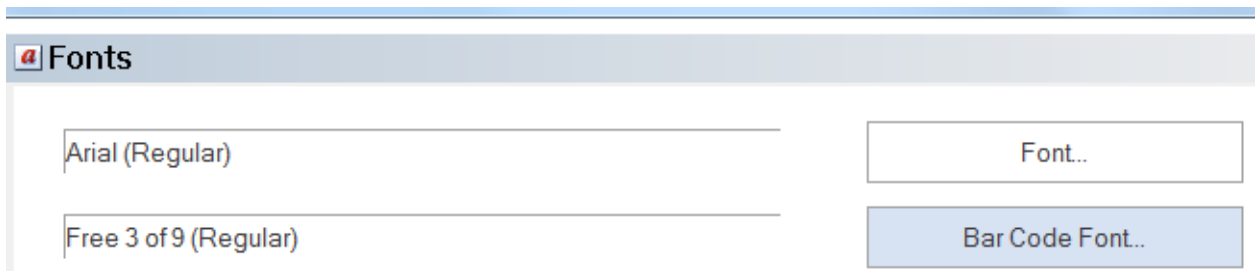 a Fonts
Arial (Regular)
Font...
Free 3 of 9 (Regular)
Bar Code Font...